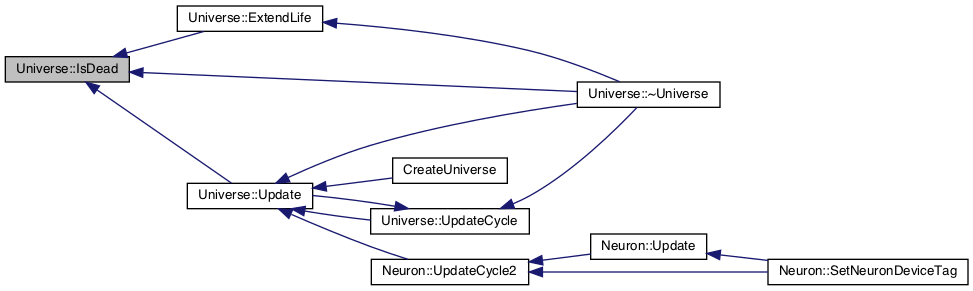 Universe::ExtendLife
Universe::IsDead
Universe::~Universe
CreateUniverse
Universe::Update
Universe::UpdateCycle
Neuron::Update
Neuron::UpdateCycle2
Neuron::SetNeuronDeviceTag